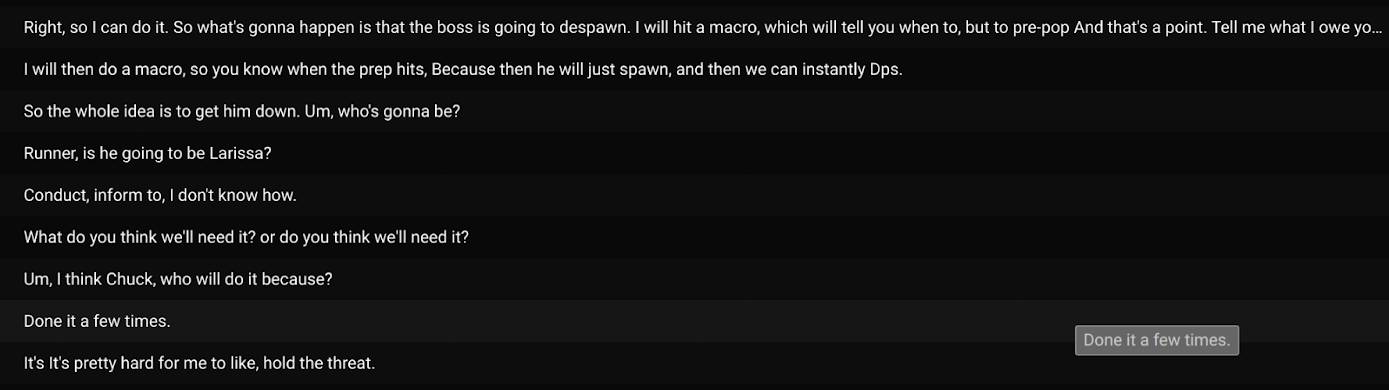 Right, so I can do it. So what's gonna happen is that the boss is going to despawn. I will hit a macro, which will tell you when to, but to pre-pop And that's a point. Tell me what I owe yo...
I will then do a macro, so you know when the prep hits, Because then he will just spawn, and then we can instantly Dps.
So the whole idea is to get him down. Um, who's gonna be?
Runner, is he going to be Larissa?
Conduct, inform to, I don't know how.
What do you think we'll need it? or do you think we'll need it?
Um, I think Chuck, who will do it because?
Done it a few times.
Done it a few times.
It's It's pretty hard for me to like, hold the threat.